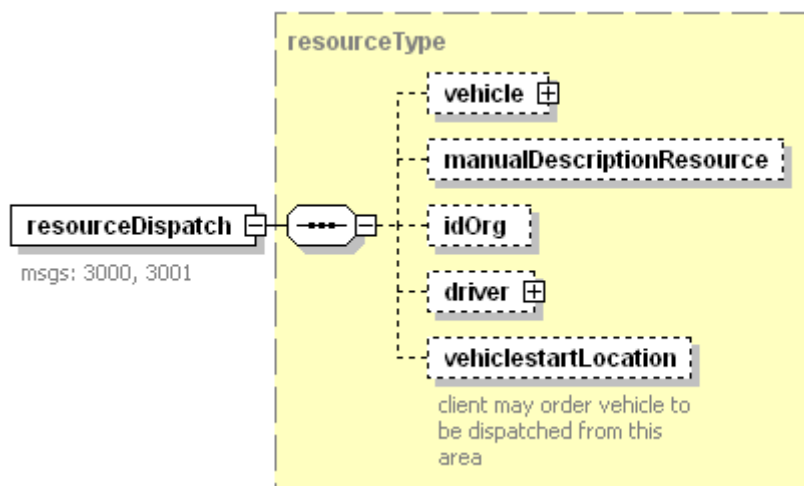 resourceType
vehicle
manualDescriptionResource
resourceDispatch
msgs: 3000, 3001
idOrg
driver
vehiclestartLocation
client may order vehicle to
be dispatched from this
area